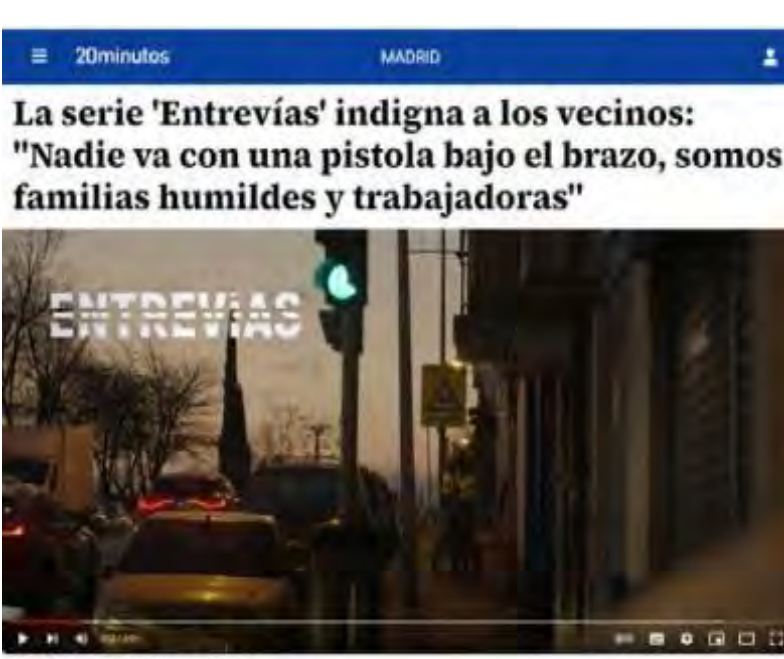 20minutos
MADRID
La serie 'Entrevías' indigna a los vecinos:
"Nadie va con una pistola bajo el brazo, somos
familias humildes y trabajadoras"
ENTREVÍAS